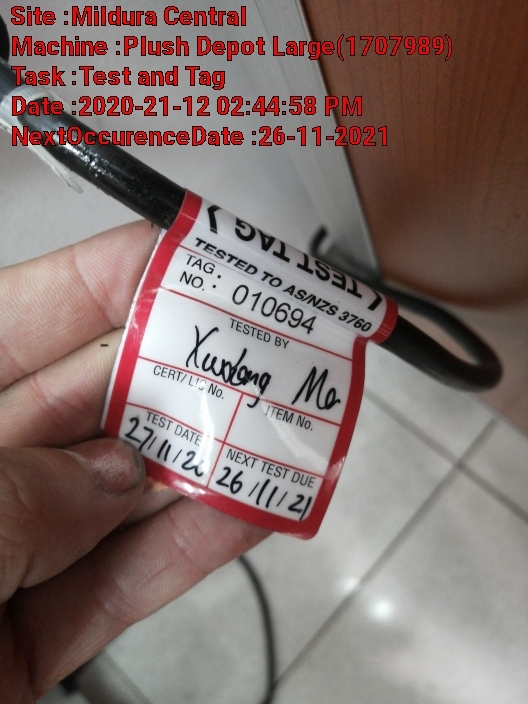 Site :Mildura Central
Machine :Plush Depot Large(1707989)
Task :Test and Tag
Date :2020-21-12 02:44:58 PM
NextOccurenceDate :26-11-2021
TEST TAG
TESTED TO AS/NZS 3760
TAG
NO. : 010694
TESTED BY
Ma
CERT/LIC No.
ITEM No.
TEST DATE
NEXT TEST DUE
27/11/20
26/11/21